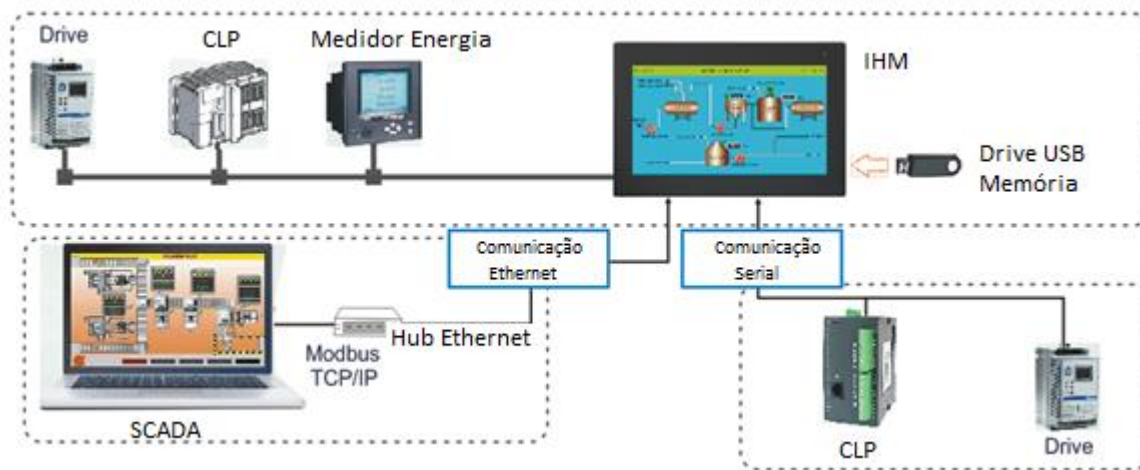 Drive
CLP
Medidor Energia
IHM
Drive USB
Memória
Comunicação
Ethernet
Comunicação
Serial
Hub Ethernet
Modbus
TCP/IP
SCADA
CLP
Drive